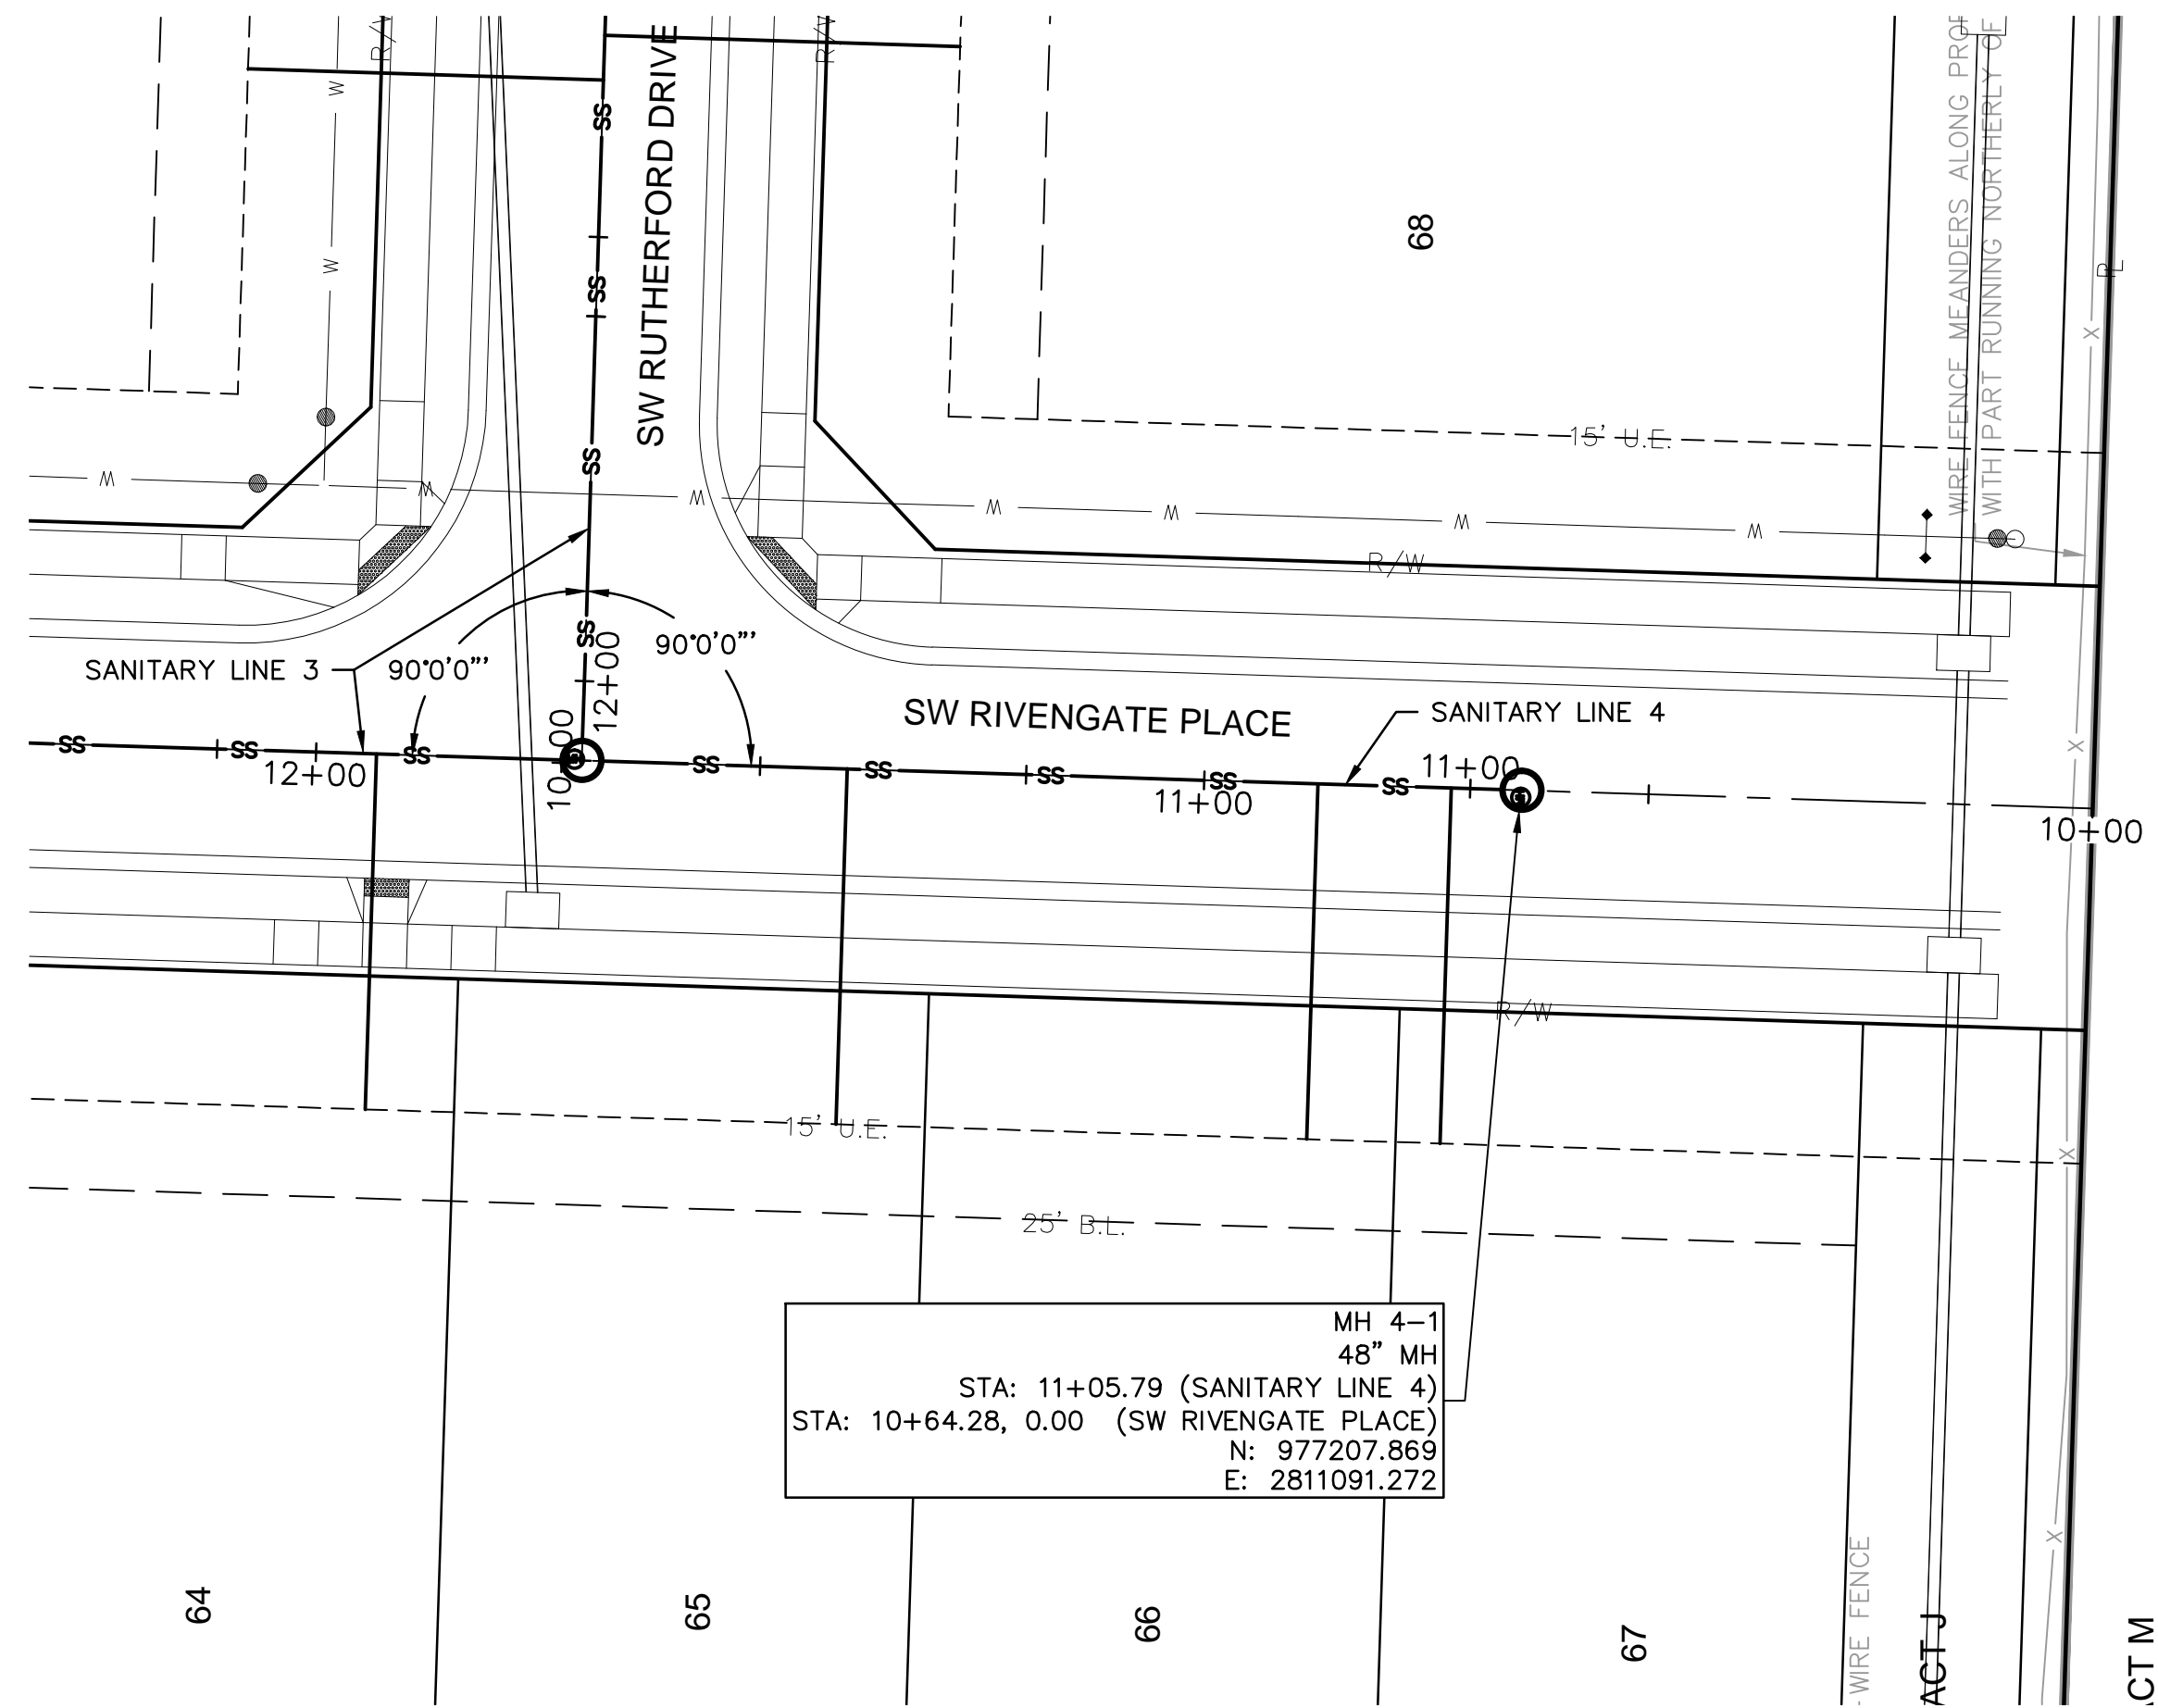 R/W
R/W
W
W
SS
SW RUTHERFORD DRIVE
SS
SS
SS
68
WIRE FENCE MEANDERS ALONG
WITH PART RUNNING NORTHERLY OF
PL
X
15' U.E.
W
W
W
W
W
W
W
R/W
90°0'0"'
90°0'0"'
SANITARY LINE 3
12+00
10+00
SW RIVENGATE PLACE
SANITARY LINE 4
X
SS
SS
SS
SS
SS
SS
SS
SS
12+00
11+00
11+00
10+00
R/W
15' U.E.
X
25' B.L.
MH 4-1
48" MH
STA: 11+05.79 (SANITARY LINE 4)
STA: 10+64.28, 0.00 (SW RIVENGATE PLACE)
N: 977207.869
E: 2811091.272
X
64
65
66
67
WIRE FENCE
ACT J
ACT M